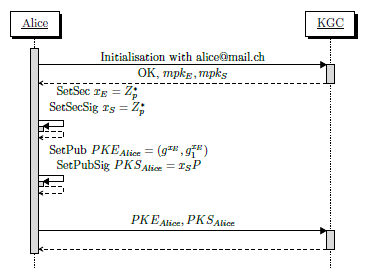 Alice
KGC
Initialisation with alice@mail.ch
OK, mpk_E, mpk_S
SetSec x_E = Z_p^*
SetSecSig x_S = Z_p^*
SetPub PKE_Alice = (g^{x_E}, g_1^{x_E})
SetPubSig PKS_Alice = x_S P
PKE_Alice, PKS_Alice